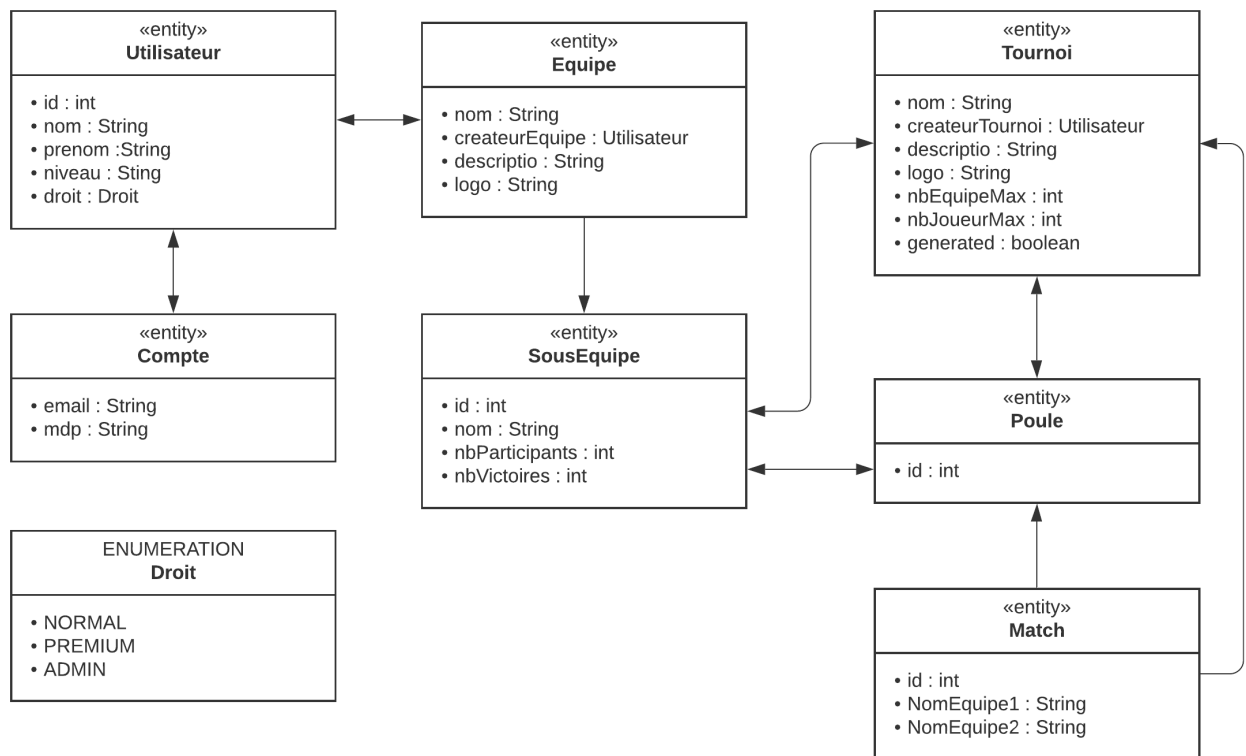 «entity»
Utilisateur
• id : int
• nom : String
• prenom :String
• niveau : Sting
• droit : Droit
«entity»
Equipe
• nom : String
• createurEquipe : Utilisateur
• descriptio : String
• logo : String
«entity»
Tournoi
• nom : String
• createurTournoi : Utilisateur
• descriptio : String
• logo : String
• nbEquipeMax : int
• nbJoueurMax : int
• generated : boolean
«entity»
Compte
• email : String
• mdp : String
«entity»
SousEquipe
• id : int
• nom : String
• nbParticipants : int
• nbVictoires : int
«entity»
Poule
• id : int
ENUMERATION
Droit
• NORMAL
• PREMIUM
• ADMIN
«entity»
Match
• id : int
• NomEquipe1 : String
• NomEquipe2 : String